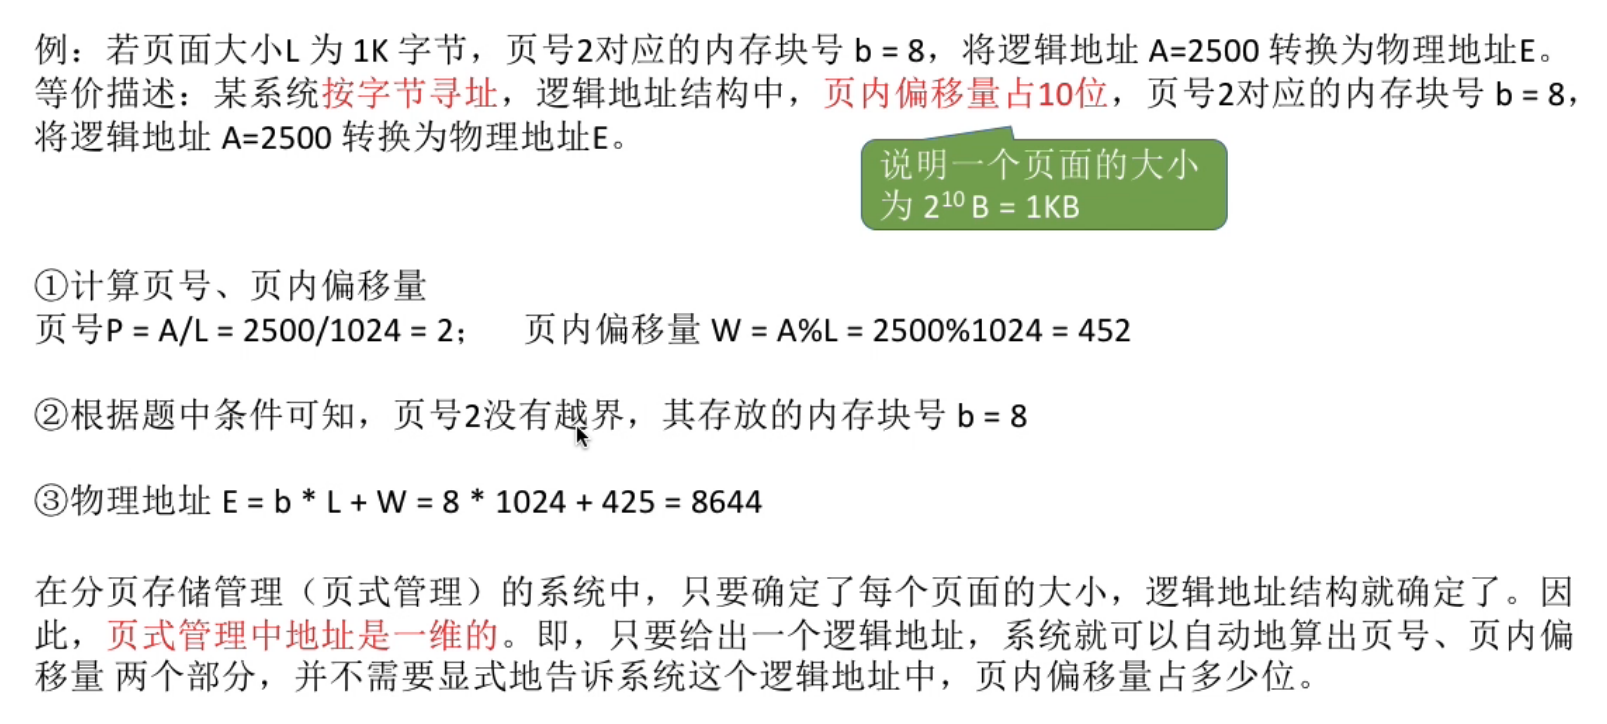 例：若页面大小L 为 1K 字节，页号2对应的内存块号 b = 8，将逻辑地址 A=2500 转换为物理地址E。
等价描述：某系统按字节寻址，逻辑地址结构中，页内偏移量占10位，页号2对应的内存块号 b = 8，
将逻辑地址 A=2500 转换为物理地址E。
说明一个页面的大小
为 2¹⁰ B = 1KB
①计算页号、页内偏移量
页号P = A/L = 2500/1024 = 2； 页内偏移量 W = A%L = 2500%1024 = 452
②根据题中条件可知，页号2没有越界，其存放的内存块号 b = 8
③物理地址 E = b * L + W = 8 * 1024 + 425 = 8644
在分页存储管理（页式管理）的系统中，只要确定了每个页面的大小，逻辑地址结构就确定了。因
此，页式管理中地址是一维的。即，只要给出一个逻辑地址，系统就可以自动地算出页号、页内偏
移量 两个部分，并不需要显式地告诉系统这个逻辑地址中，页内偏移量占多少位。